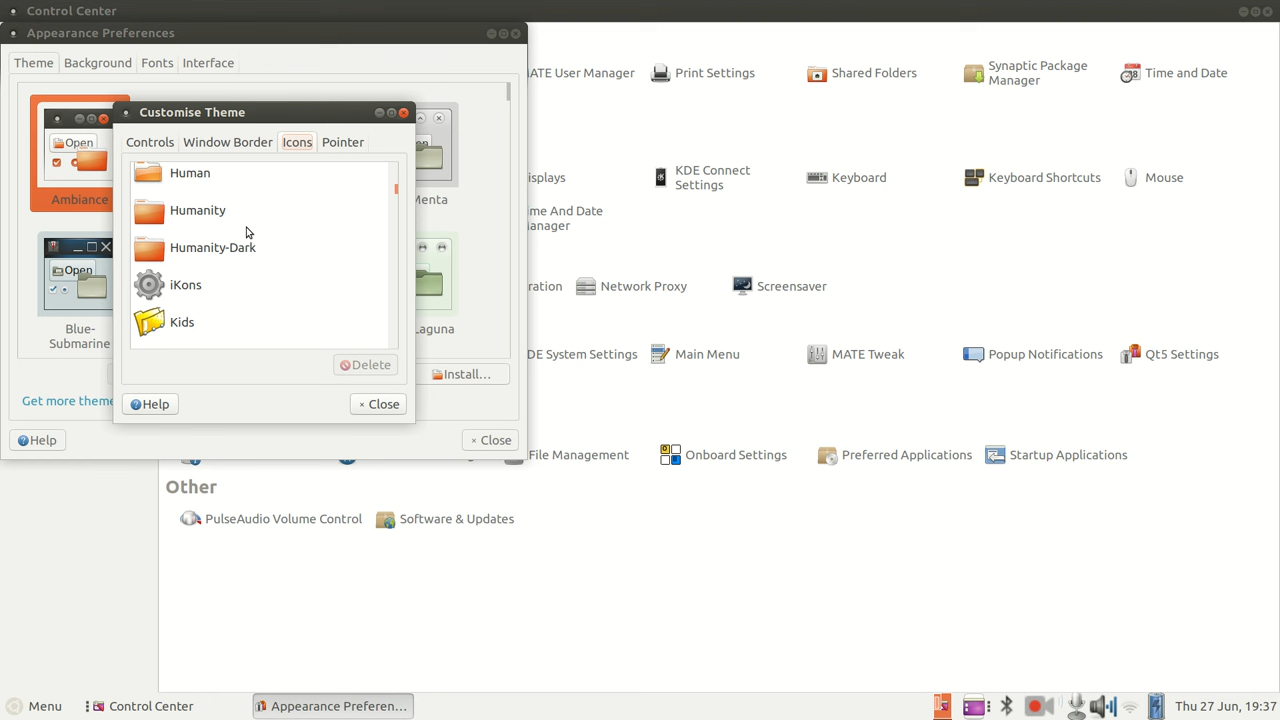 Control Center
Appearance Preferences
Theme Background Fonts Interface
MATE User Manager
Print Settings
Shared Folders
Synaptic Package
Manager
Time and Date
Customise Theme
Open
Controls Window Border Icons Pointer
Human
Humanity
Humanity-Dark
iKons
Kids
Ambiance
Menta
Open
Blue-
Submarine
Laguna
Delete
Install...
Get more theme
Help
Close
Help
Close
KDE Connect
Settings
Keyboard
Keyboard Shortcuts
Mouse
me And Date
anager
Network Proxy
Screensaver
DE System Settings
Main Menu
MATE Tweak
Popup Notifications
Qt5 Settings
File Management
Onboard Settings
Preferred Applications
Startup Applications
Other
PulseAudio Volume Control
Software & Updates
Menu
Control Center
Appearance Preferen...
Thu 27 Jun, 19:37